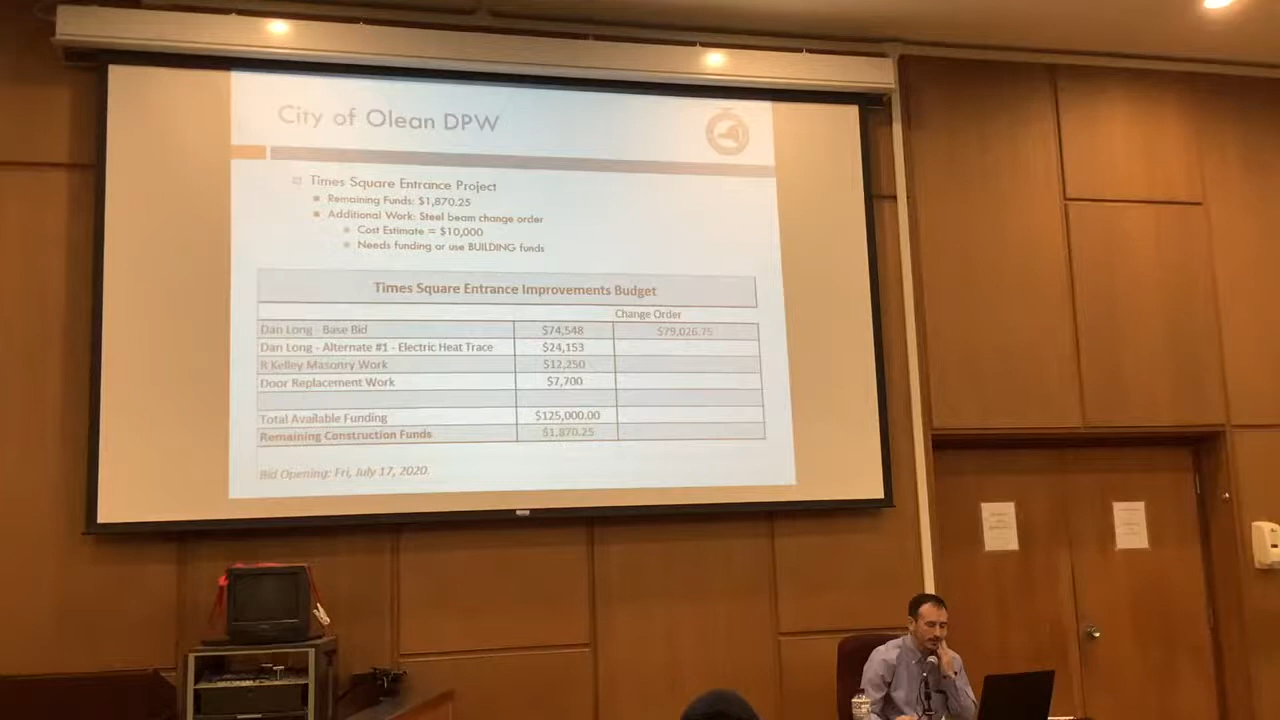 City of Olean DPW
Times Square Entrance Project
Remaining Funds: $1,870.25
Additional Work: Steel beam change order
Cost Estimate = $10,000
Needs funding or use BUILDING funds
Times Square Entrance Improvements Budget
Change Order
Dan Long - Base Bid $74,548 $79,026.75
Dan Long - Alternate #1 - Electric Heat Trace $24,153
R Kelley Masonry Work $12,250
Door Replacement Work $7,700
Total Available Funding $125,000.00
Remaining Construction Funds $1,870.25
Bid Opening: Fri, July 17, 2020.